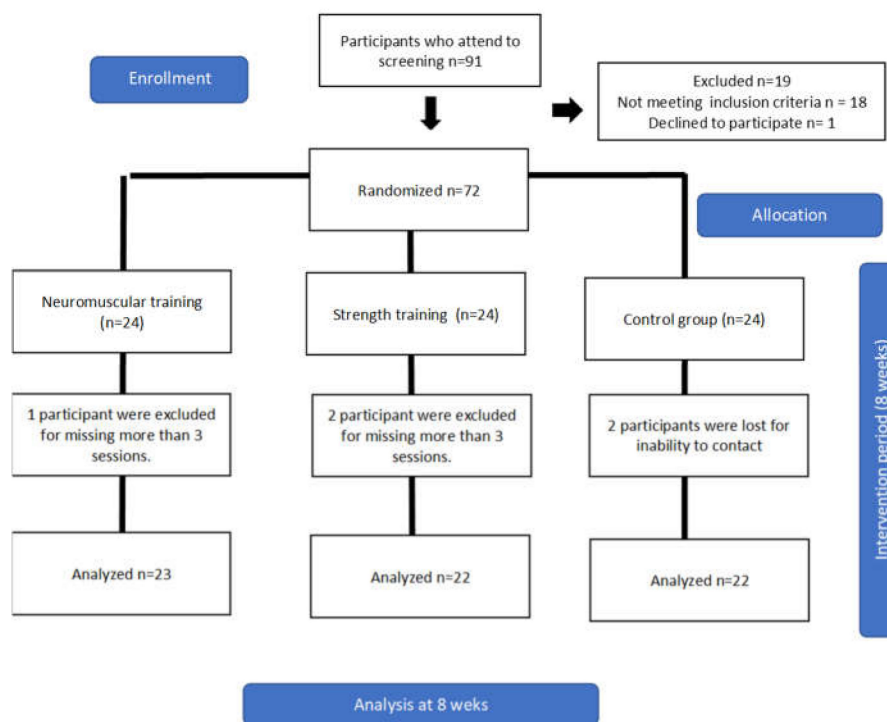 Participants who attend to
screening n=91
Enrollment
Excluded n=19
Not meeting inclusion criteria n = 18
Declined to participate n= 1
Randomized n=72
Allocation
Neuromuscular training
(n=24)
Strength training (n=24)
Control group (n=24)
1 participant were excluded
for missing more than 3
sessions.
2 participant were excluded
for missing more than 3
sessions.
2 participants were lost for
inability to contact
Intervention period (8 weeks)
Analyzed n=23
Analyzed n=22
Analyzed n=22
Analysis at 8 weks